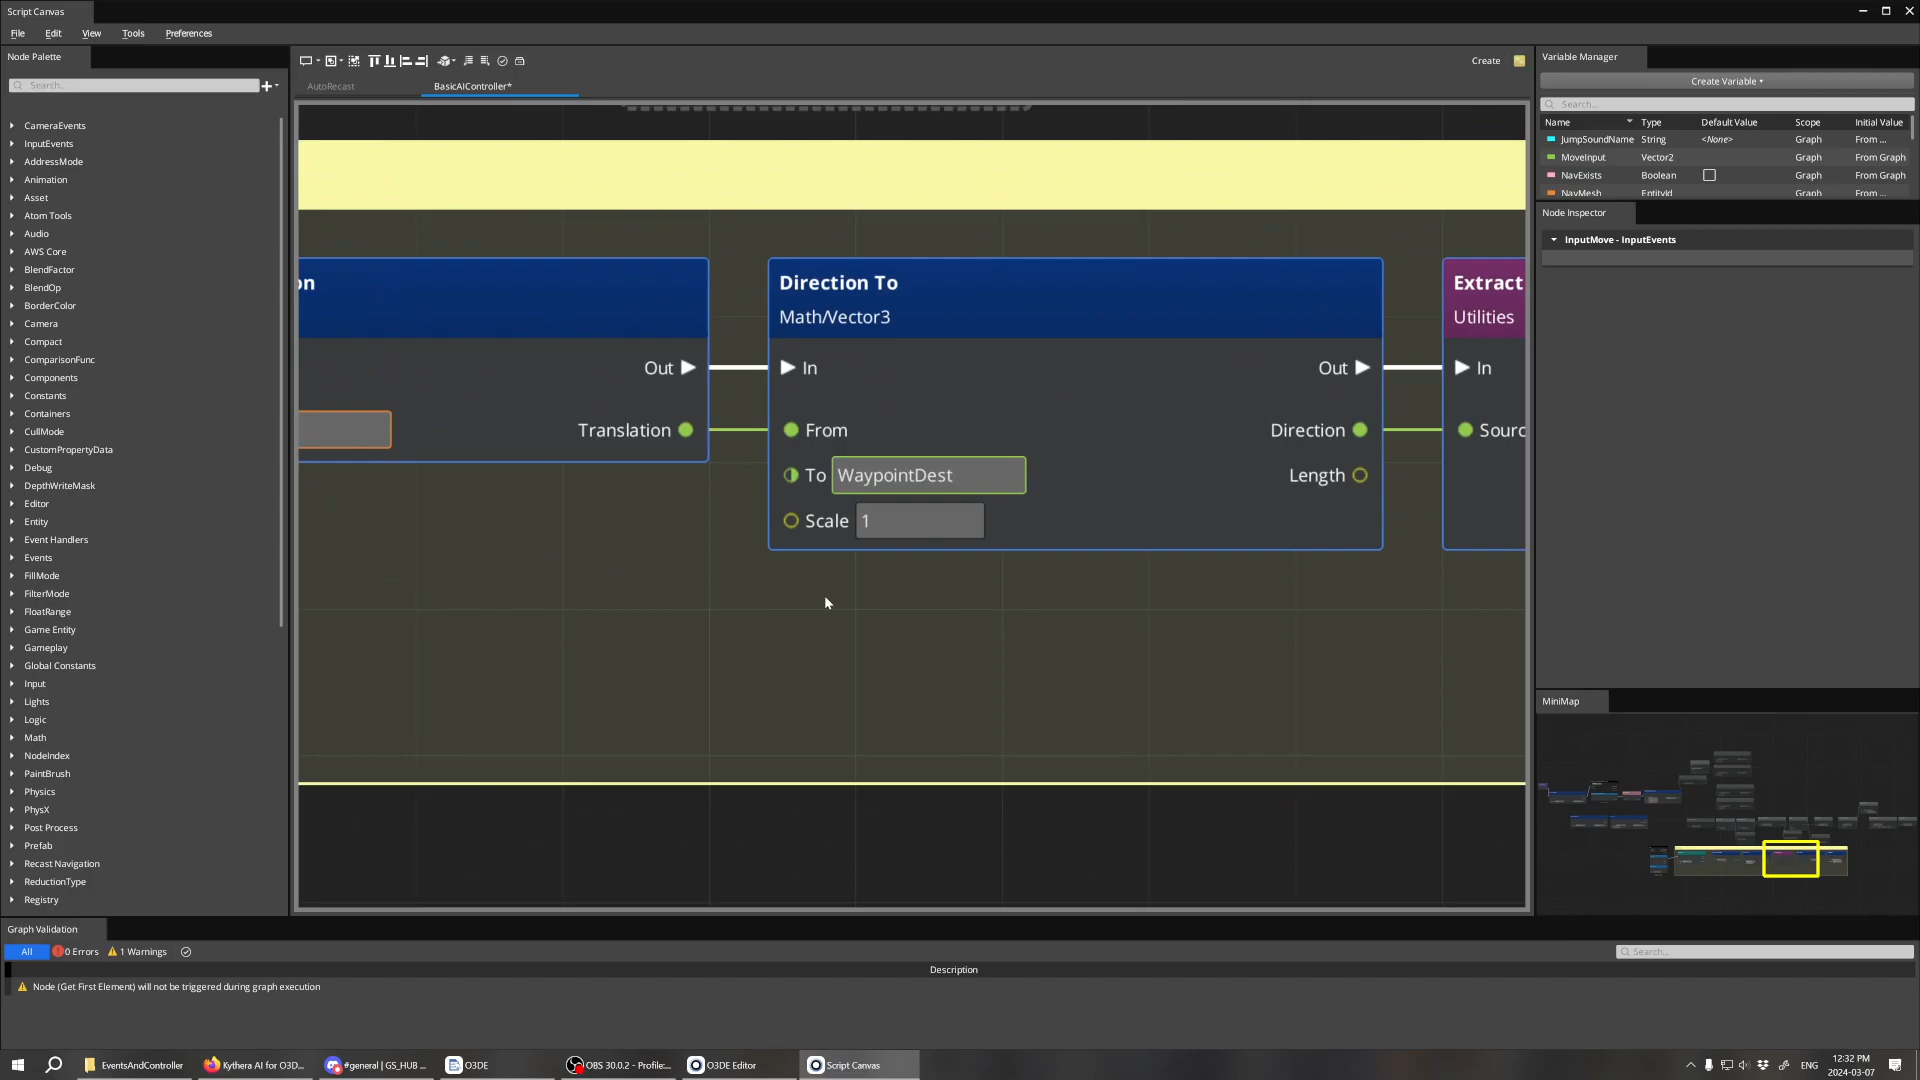 Script Canvas
File Edit View Tools Preferences
Node Palette
Search...
CameraEvents
InputEvents
AddressMode
Animation
Asset
Atom Tools
Audio
AWS Core
BlendFactor
BlendOp
BorderColor
Camera
Compact
ComparisonFunc
Components
Constants
Containers
CullMode
CustomPropertyData
Debug
DepthWriteMask
Editor
Entity
Event Handlers
Events
FillMode
FilterMode
FloatRange
Game Entity
Gameplay
Global Constants
Input
Lights
Logic
Math
NodeIndex
PaintBrush
Physics
PhysX
Post Process
Prefab
Recast Navigation
ReductionType
Registry
Create
AutoRecast BasicAIController*
on
Out
Translation
Direction To
Math/Vector3
In Out
From Direction
To WaypointDest Length
Scale 1
Extract
Utilities
In
Sourc
Variable Manager
Create Variable
Search...
Name Type Default Value Scope Initial Value
JumpSoundName String <None> Graph From ...
MoveInput Vector2 Graph From Graph
NavExists Boolean Graph From Graph
NavMesh EntityId Graph From ...
Node Inspector
InputMove - InputEvents
MiniMap
Graph Validation
All 0 Errors 1 Warnings
Search...
Description
Node (Get First Element) will not be triggered during graph execution
EventsAndController
Kythera AI for O3D...
#general | GS_HUB ...
O3DE
OBS 30.0.2 - Profile:...
O3DE Editor
Script Canvas
ENG
12:32 PM
2024-03-07